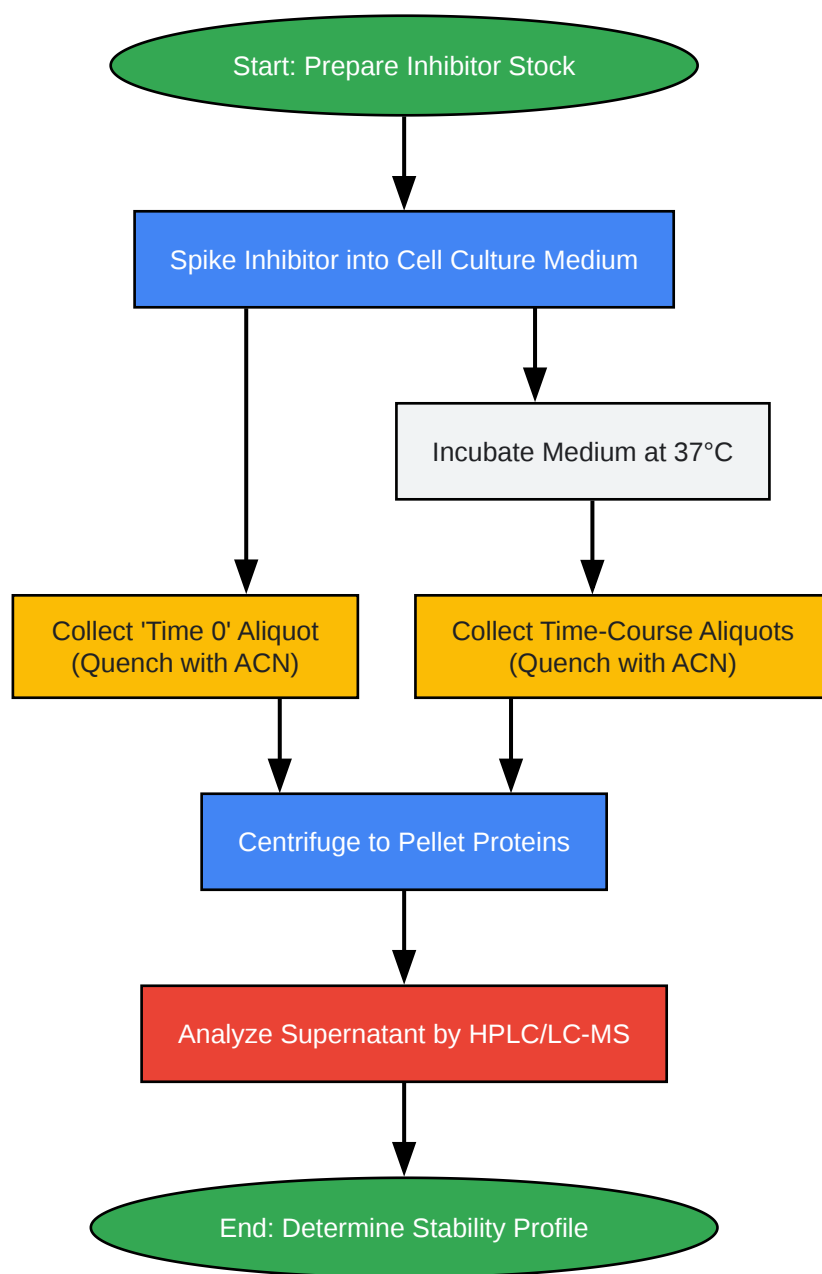 Start: Prepare Inhibitor Stock
Spike Inhibitor into Cell Culture Medium
Incubate Medium at 37°C
Collect 'Time 0' Aliquot
(Quench with ACN)
Collect Time-Course Aliquots
(Quench with ACN)
Centrifuge to Pellet Proteins
Analyze Supernatant by HPLC/LC-MS
End: Determine Stability Profile